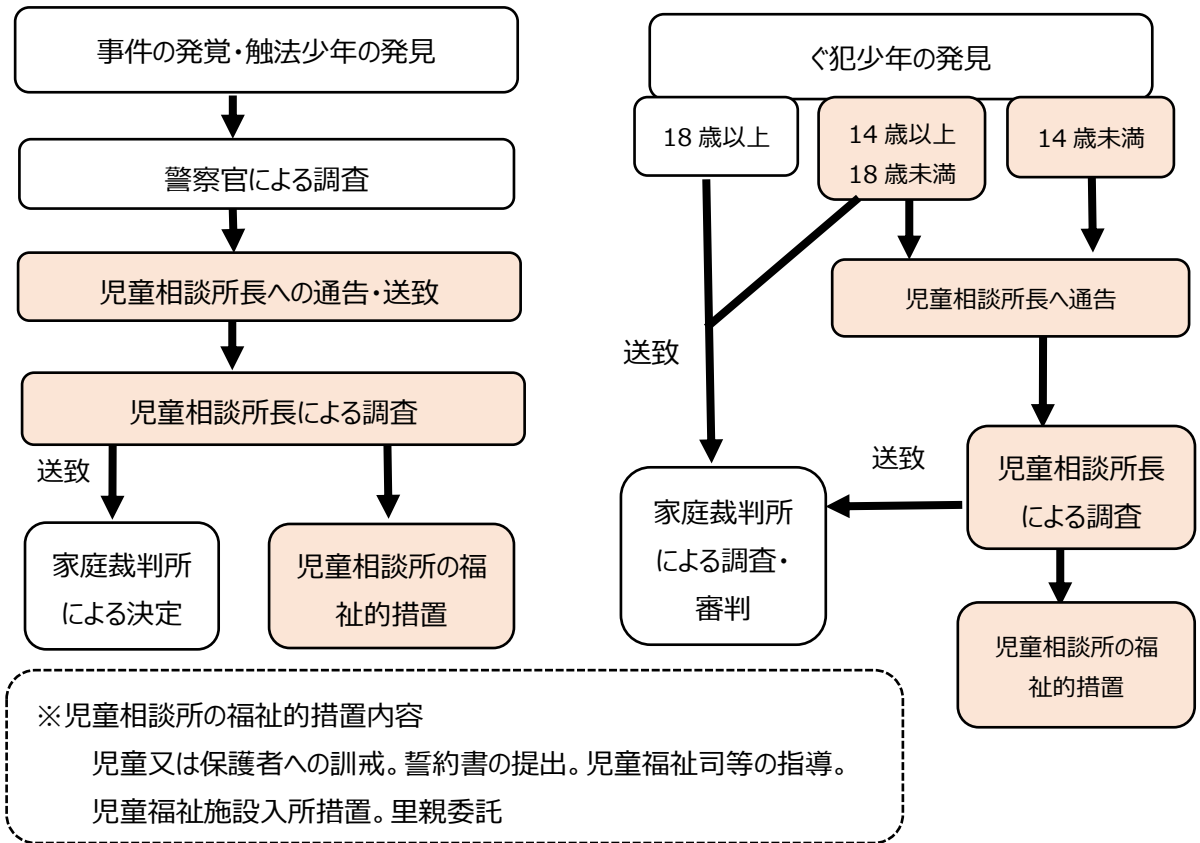 事件の発覚・触法少年の発見
警察官による調査
児童相談所長への通告・送致
児童相談所長による調査
送致
家庭裁判所
による決定
児童相談所の福
祉的措置
ぐ犯少年の発見
18 歳以上
14 歳以上
18 歳未満
14 歳未満
児童相談所長へ通告
送致
児童相談所長
による調査
送致
家庭裁判所
による調査・
審判
児童相談所の福
祉的措置
※児童相談所の福祉的措置内容
児童又は保護者への訓戒。誓約書の提出。児童福祉司等の指導。
児童福祉施設入所措置。里親委託